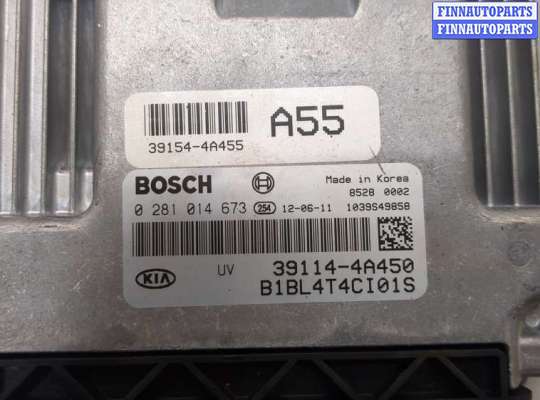 FINNAUTOPARTS
FINNAUTOPARTS
A55
39154-4A455
BOSCH
Made in Korea
8528 0002
0 281 014 673 254 12-06-11 1039S49858
KIA UV 39114-4A450
B1BL4T4CI01S